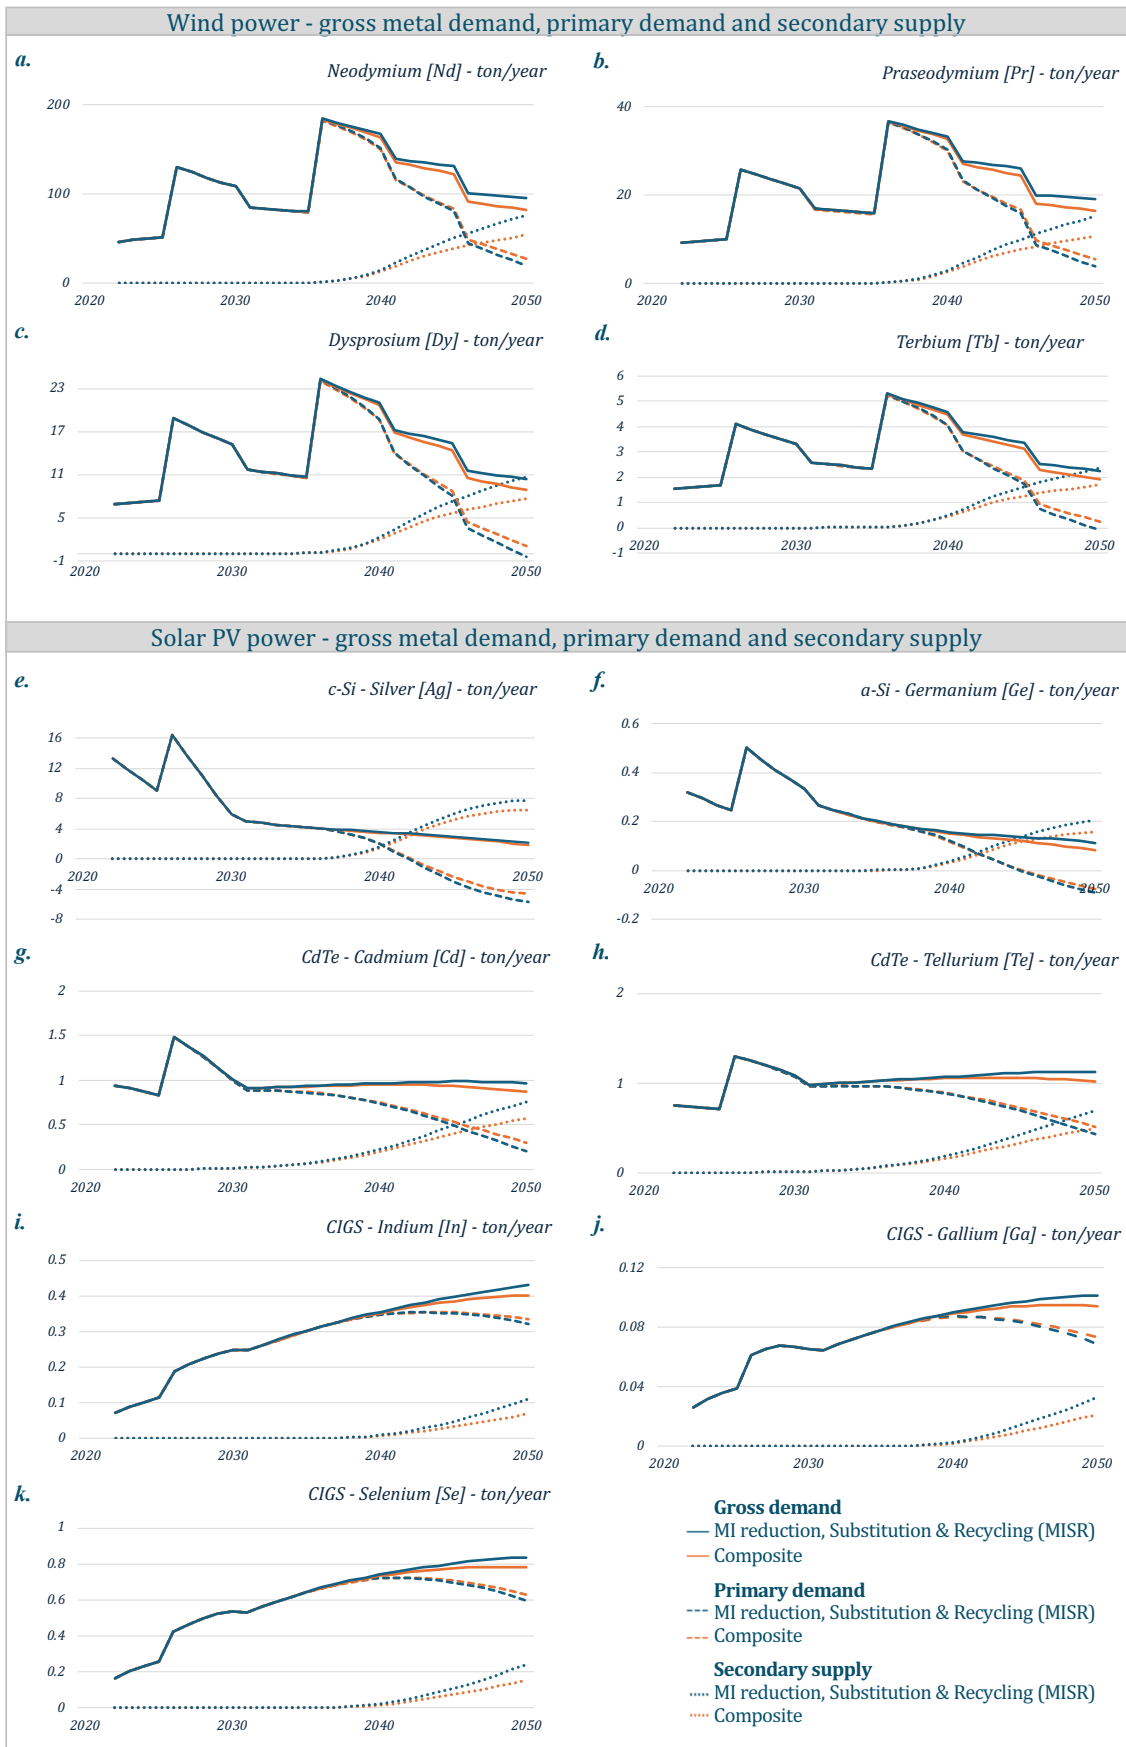 Wind power - gross metal demand, primary demand and secondary supply
a.
Neodymium [Nd] - ton/year
200
100
0
2020 2030 2040 2050
b.
Praseodymium [Pr] - ton/year
40
20
0
2020 2030 2040 2050
c.
Dysprosium [Dy] - ton/year
23
17
11
5
-1
2020 2030 2040 2050
d.
Terbium [Tb] - ton/year
6
5
4
3
2
1
0
-1
2020 2030 2040 2050
Solar PV power - gross metal demand, primary demand and secondary supply
e.
c-Si - Silver [Ag] - ton/year
16
12
8
4
0
-4
-8
2020 2030 2040 2050
f.
a-Si - Germanium [Ge] - ton/year
0.6
0.4
0.2
0
-0.2
2020 2030 2040 2050
g.
CdTe - Cadmium [Cd] - ton/year
2
1.5
1
0.5
0
2020 2030 2040 2050
h.
CdTe - Tellurium [Te] - ton/year
2
1
0
2020 2030 2040 2050
i.
CIGS - Indium [In] - ton/year
0.5
0.4
0.3
0.2
0.1
0
2020 2030 2040 2050
j.
CIGS - Gallium [Ga] - ton/year
0.12
0.08
0.04
0
2020 2030 2040 2050
k.
CIGS - Selenium [Se] - ton/year
1
0.8
0.6
0.4
0.2
0
2020 2030 2040 2050
Gross demand
MI reduction, Substitution & Recycling (MISR)
Composite
Primary demand
MI reduction, Substitution & Recycling (MISR)
Composite
Secondary supply
MI reduction, Substitution & Recycling (MISR)
Composite